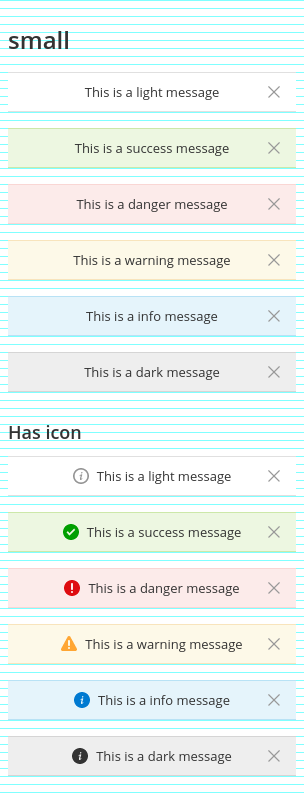 small
This is a light message
This is a success message
This is a danger message
This is a warning message
This is a info message
This is a dark message
Has icon
This is a light message
This is a success message
This is a danger message
This is a warning message
This is a info message
This is a dark message